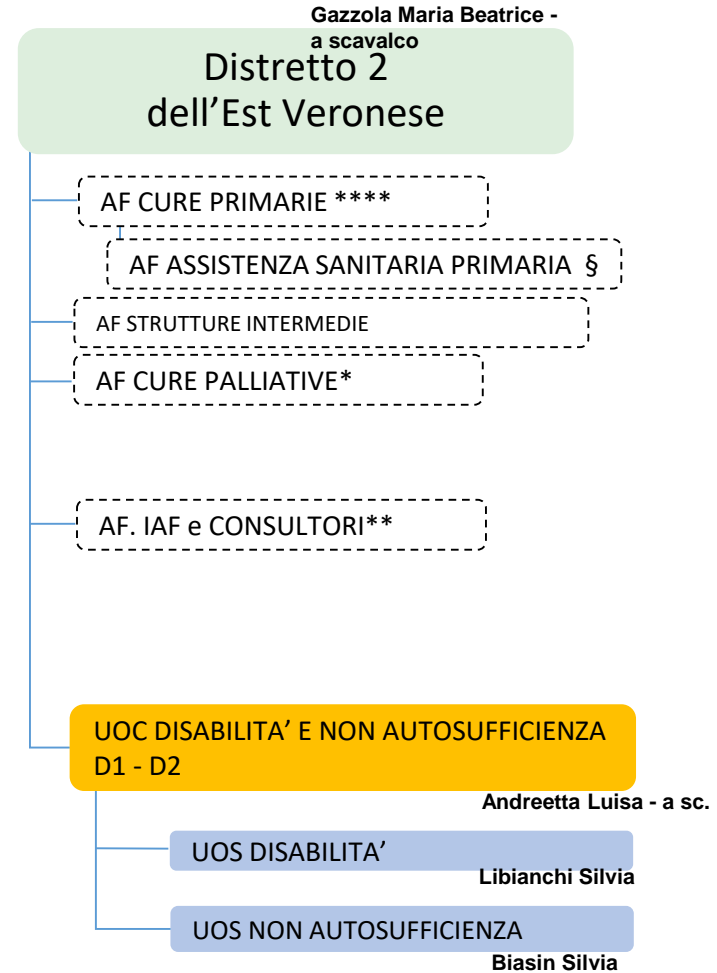 Gazzola Maria Beatrice -
a scavalco
Distretto 2
dell’Est Veronese
AF CURE PRIMARIE ****
AF ASSISTENZA SANITARIA PRIMARIA §
AF STRUTTURE INTERMEDIE
AF CURE PALLIATIVE*
AF. IAF e CONSULTORI**
UOC DISABILITA’ E NON AUTOSUFFICIENZA
D1 - D2
Andreetta Luisa - a sc.
UOS DISABILITA’
Libianchi Silvia
UOS NON AUTOSUFFICIENZA
Biasin Silvia